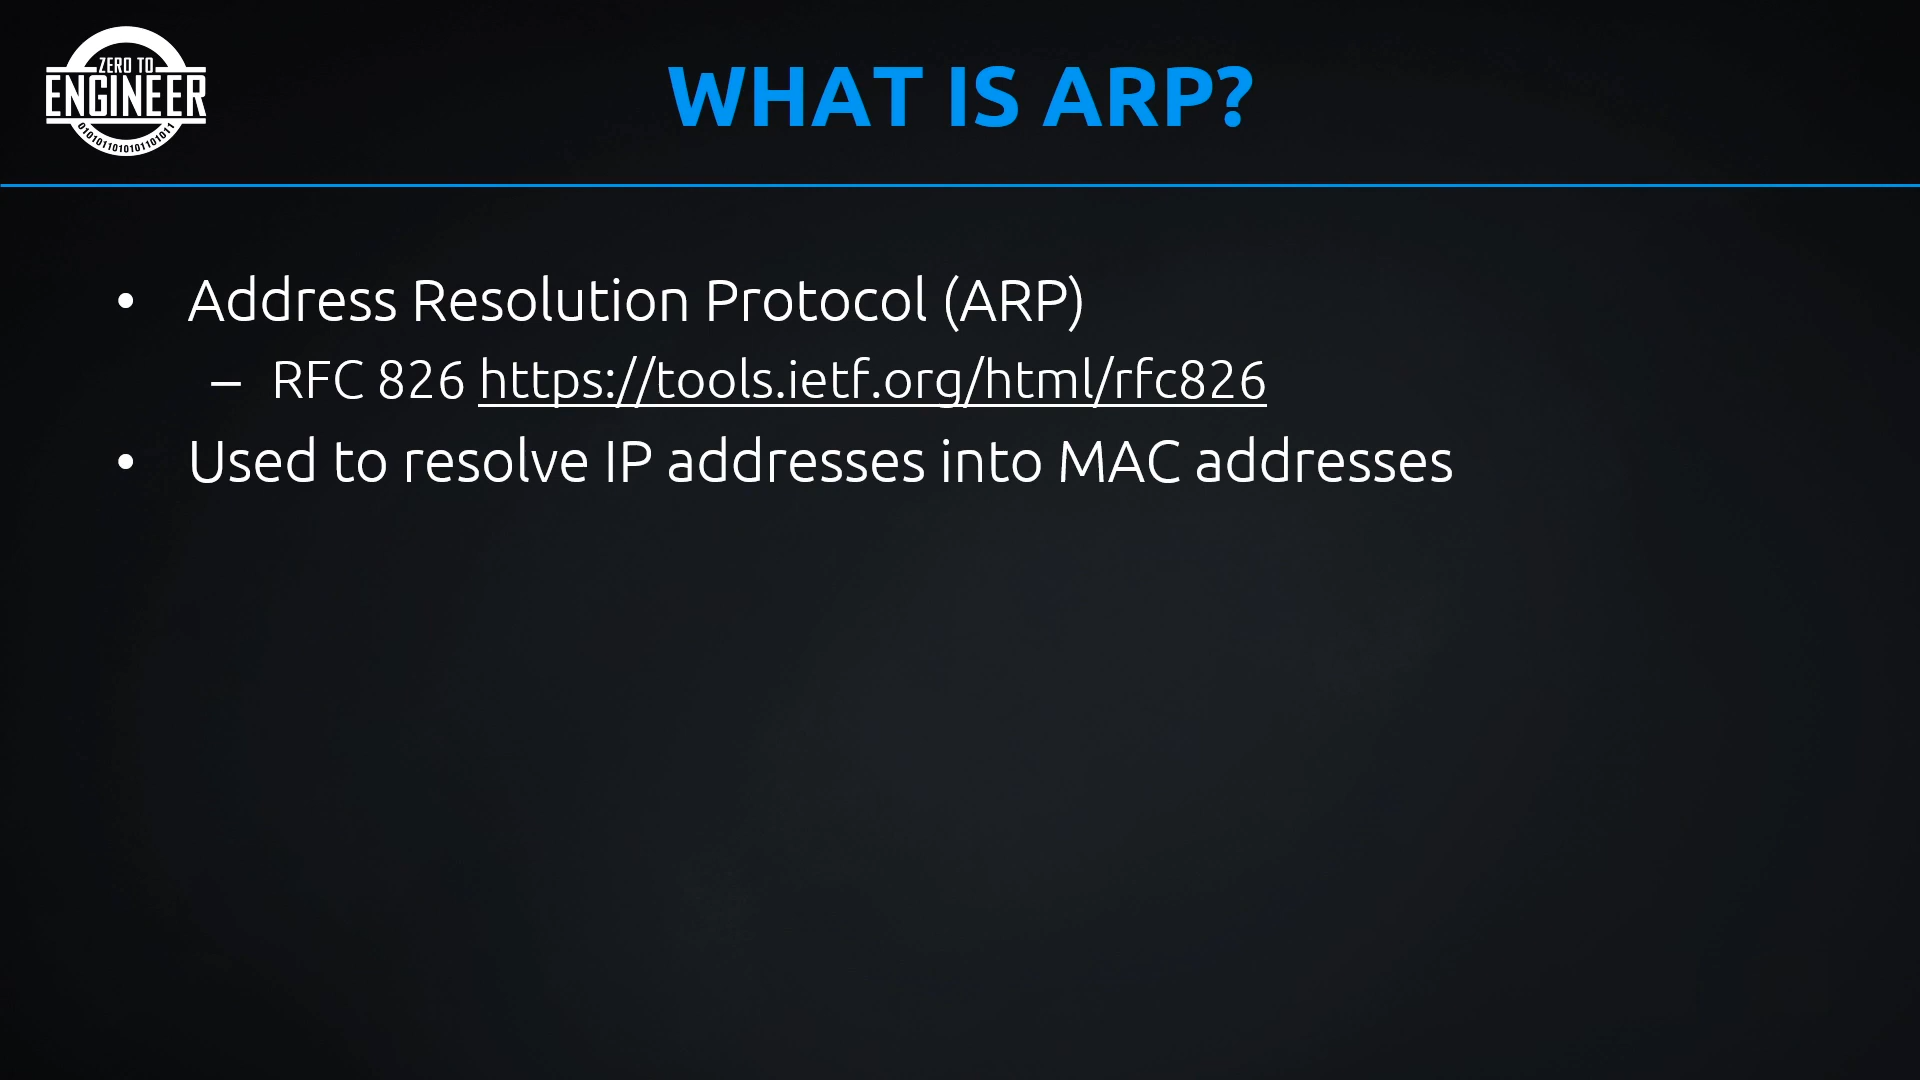 ZERO TO
ENGINEER
WHAT IS ARP?
• Address Resolution Protocol (ARP)
– RFC 826 https://tools.ietf.org/html/rfc826
• Used to resolve IP addresses into MAC addresses